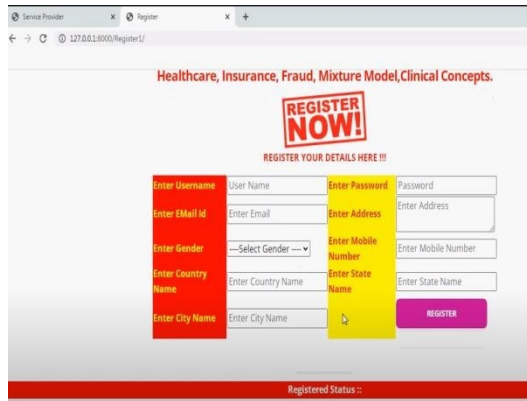 Service Provider
Register
127.0.0.1:8000/Register1/
Healthcare, Insurance, Fraud, Mixture Model,Clinical Concepts.
REGISTER
NOW!
REGISTER YOUR DETAILS HERE !!!
Enter Username User Name Enter Password Password
Enter EMail Id Enter Email Enter Address Enter Address
Enter Gender ----Select Gender ---- Enter Mobile Number Enter Mobile Number
Enter Country Name Enter Country Name Enter State Name Enter State Name
Enter City Name Enter City Name REGISTER
Registered Status ::